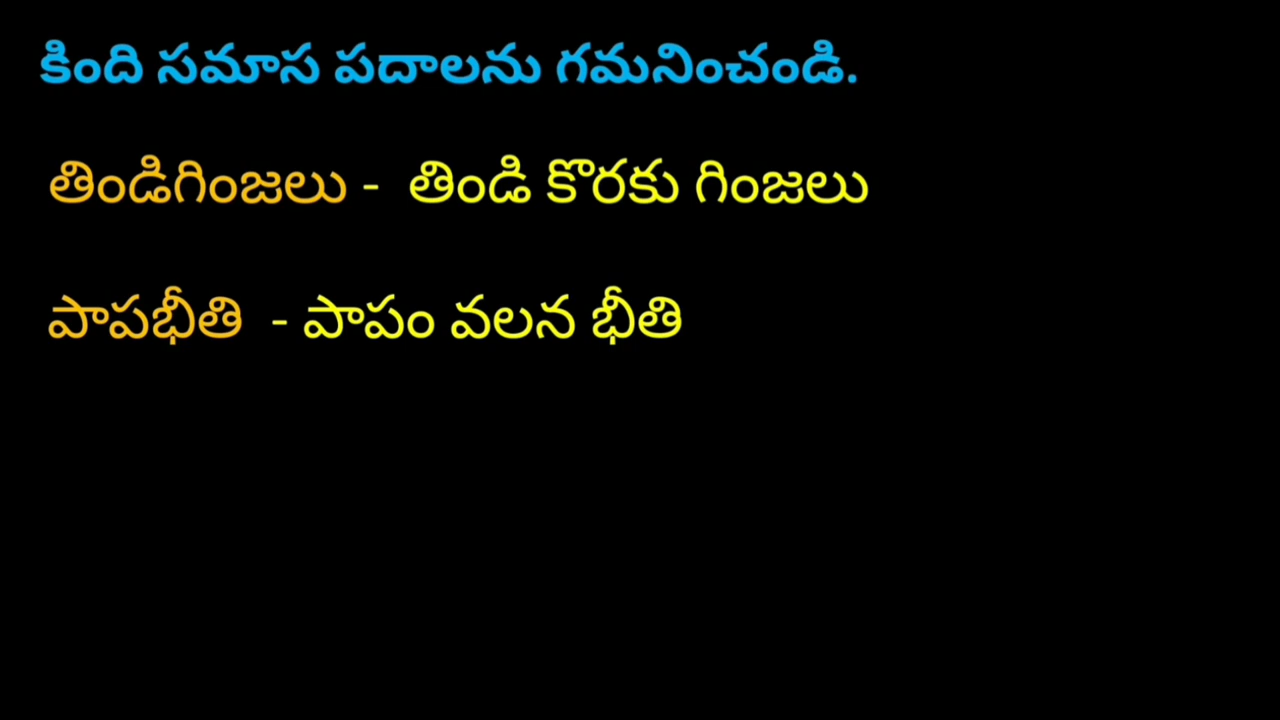 కింది సమాస పదాలను గమనించండి.
తిండిగింజలు - తిండి కొరకు గింజలు
పాపభీతి - పాపం వలన భీతి